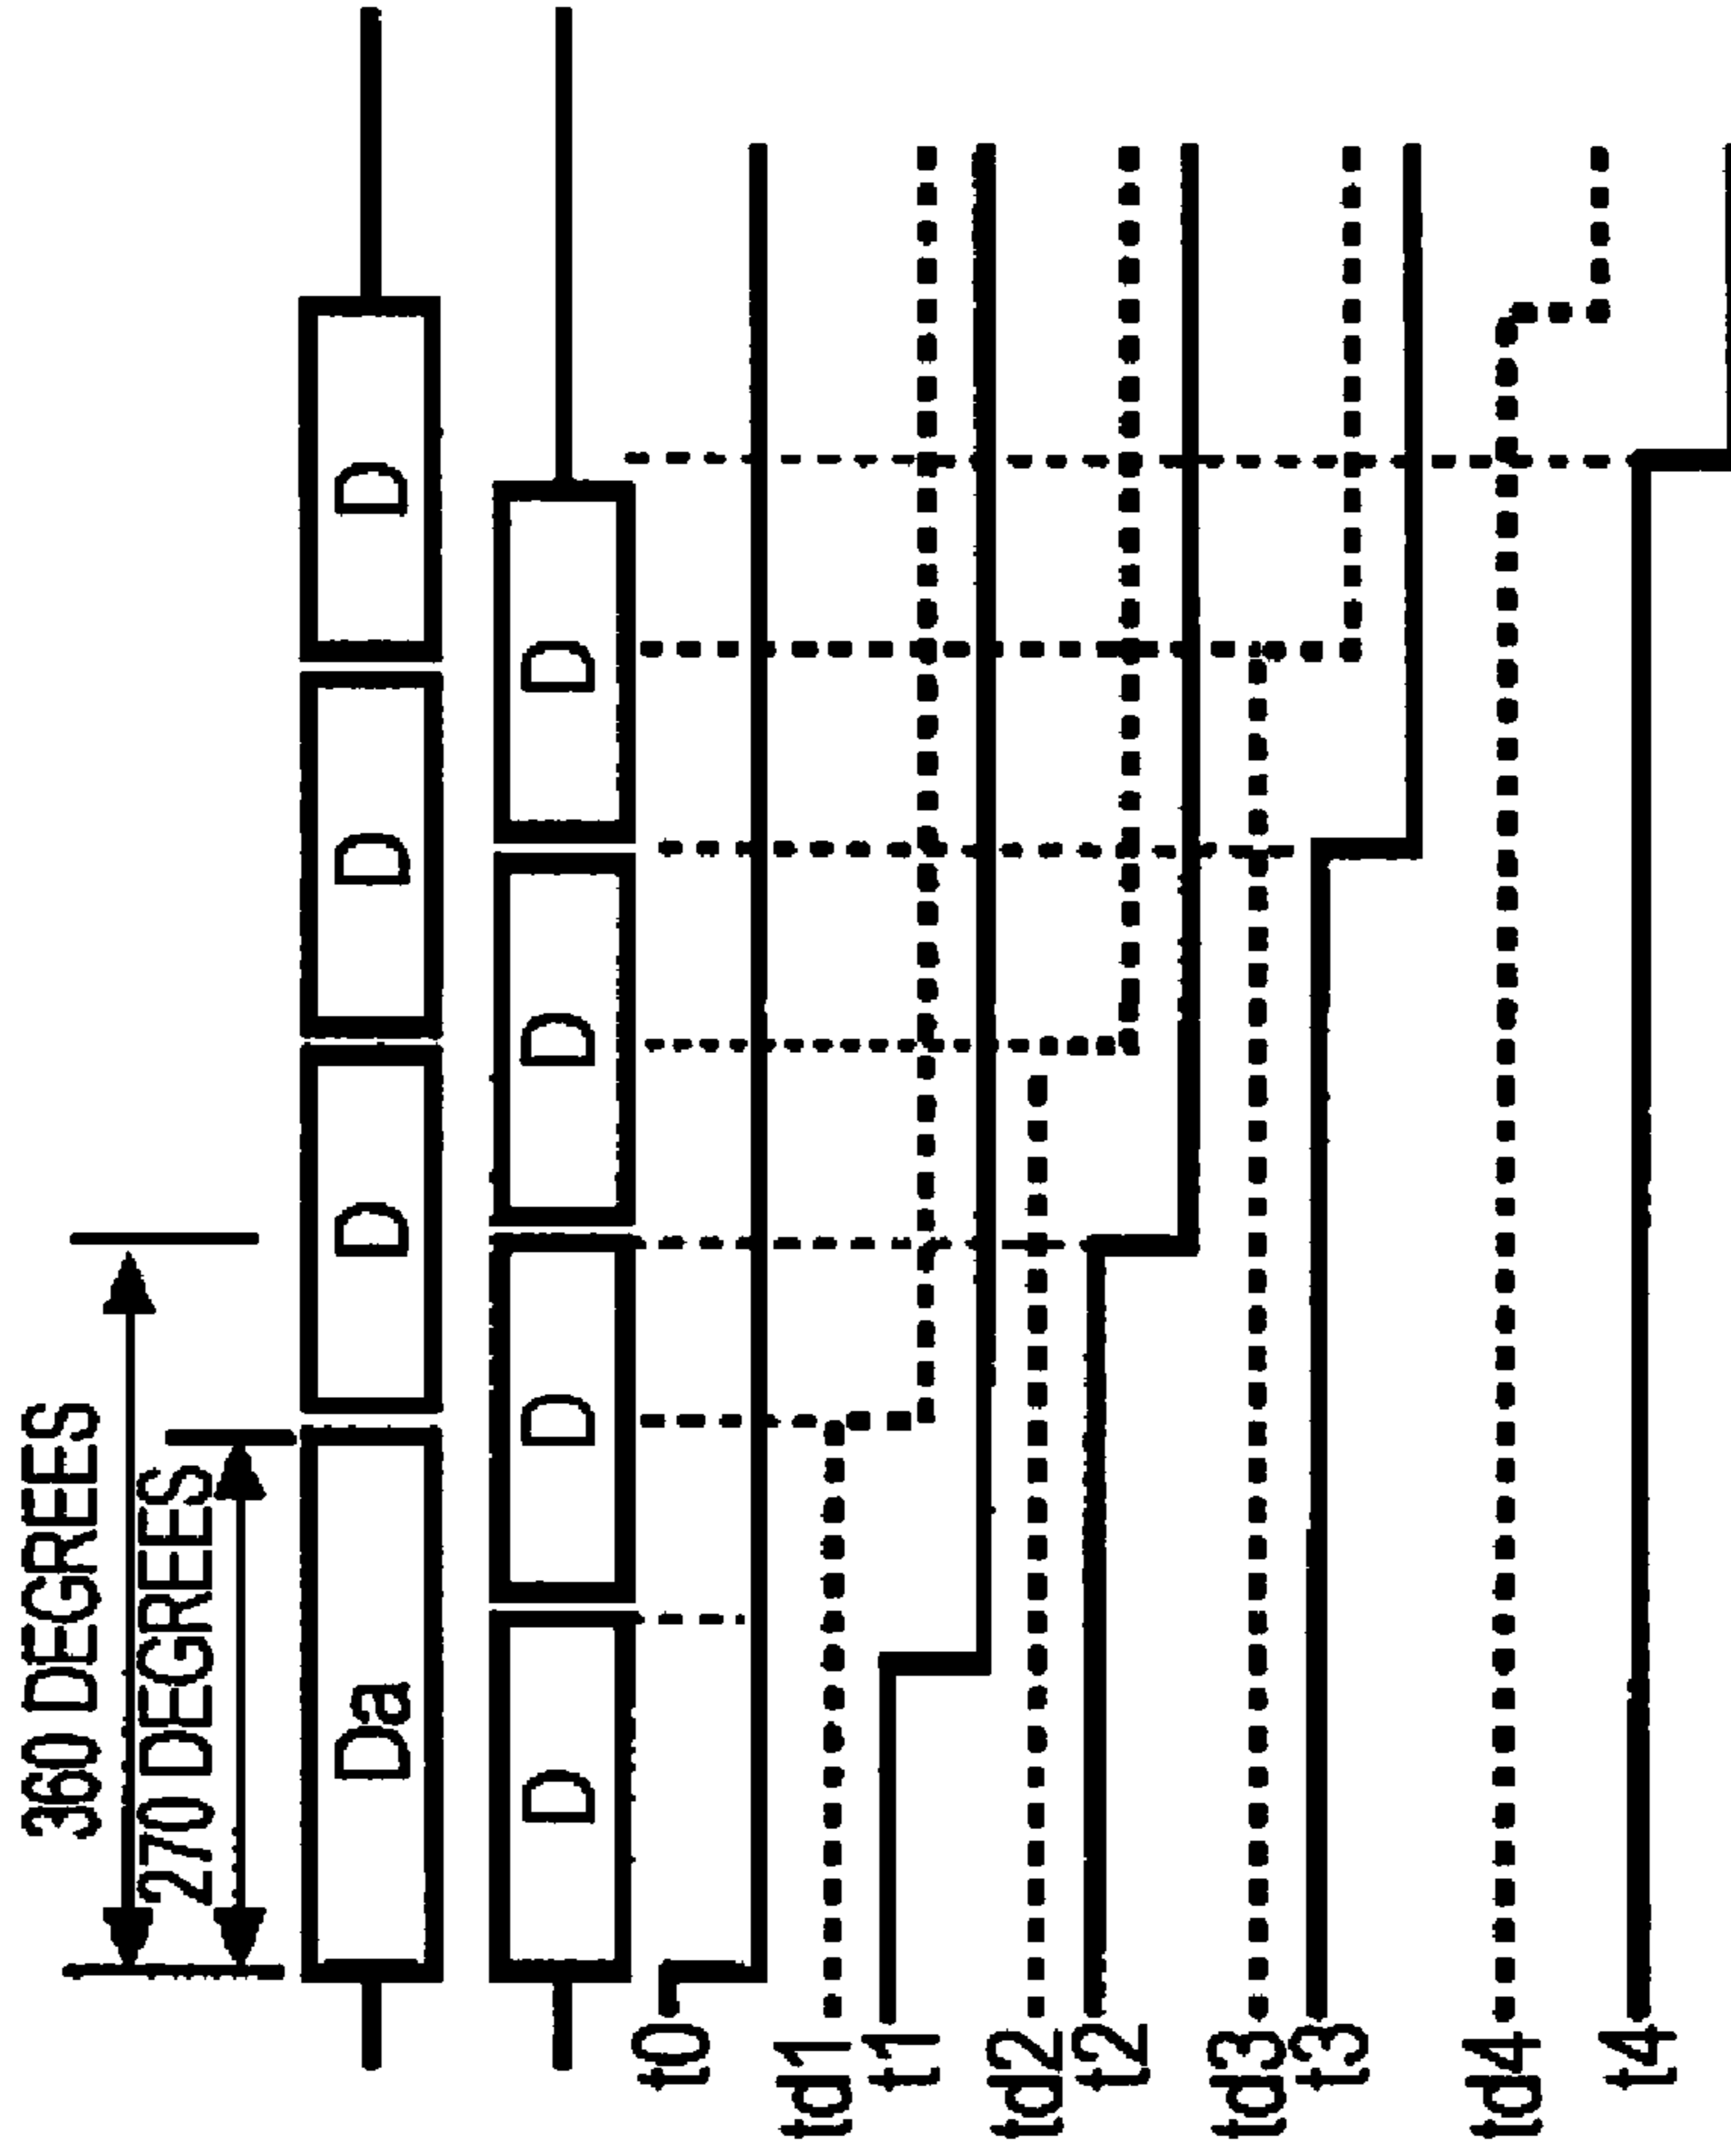 360 DEGREES
270 DEGREES
Da D D D
D D D D
t0
td1
t1
td2
t2
td3
t3
td4
t4